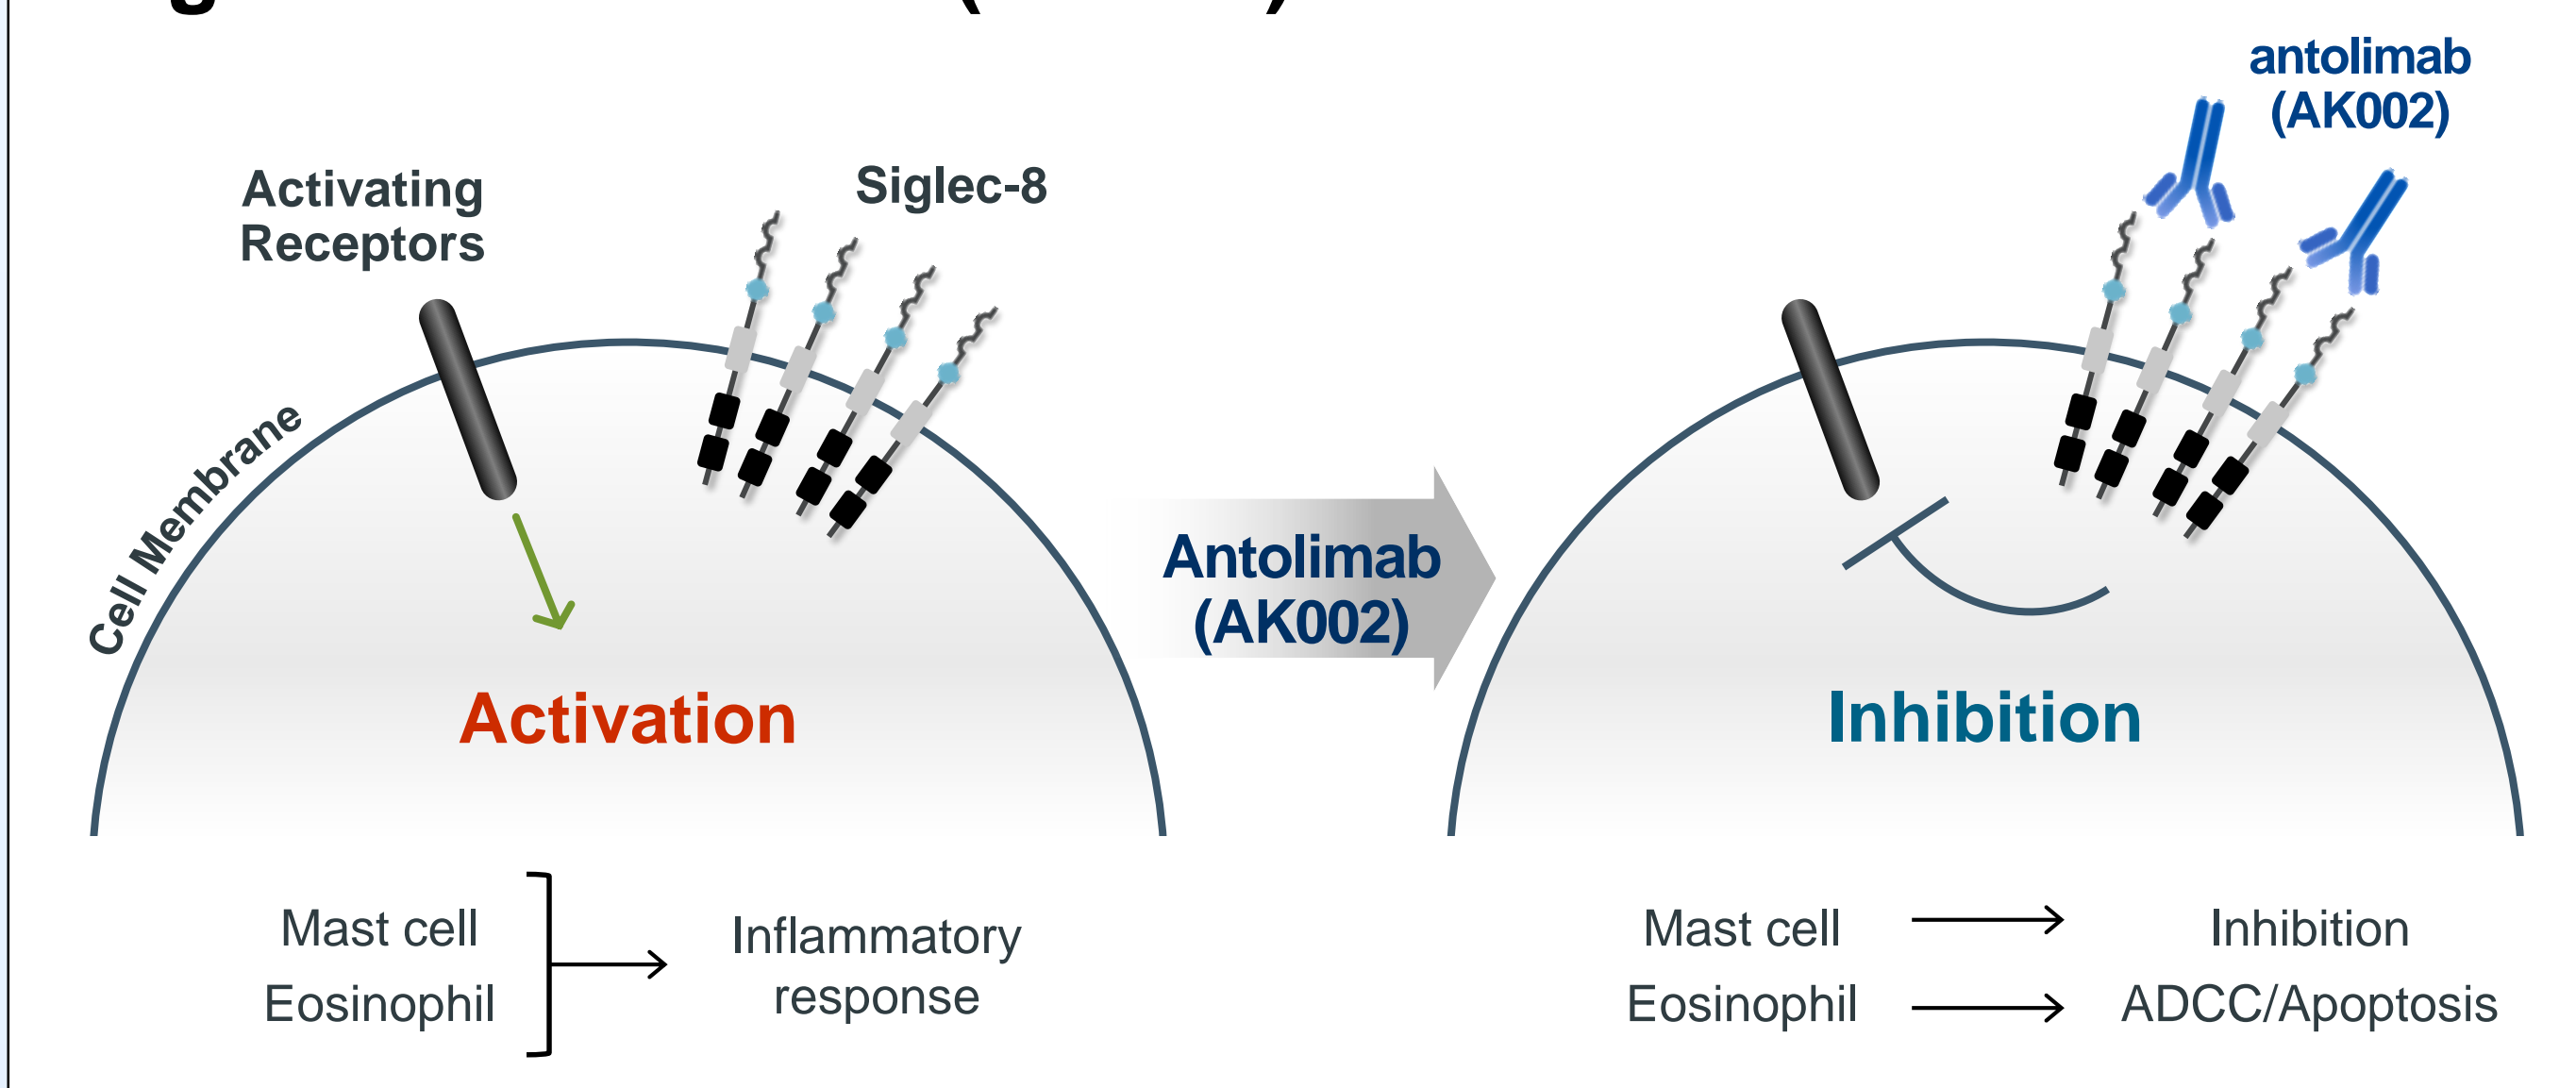 Activating
Receptors
Siglec-8
Cell Membrane
Activation
Mast cell
Eosinophil
Inflammatory
response
Antolimab
(AK002)
antolimab
(AK002)
Inhibition
Mast cell
Inhibition
Eosinophil
ADCC/Apoptosis